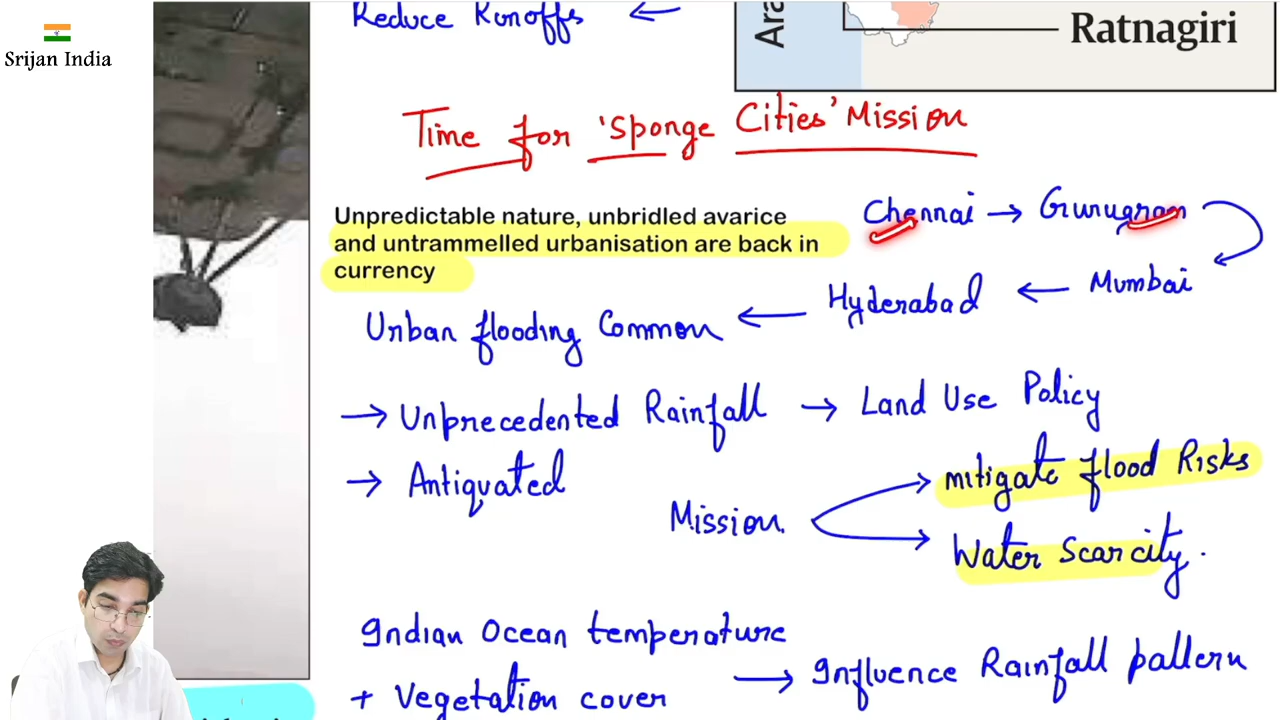 Reduce Runoffs ←
Ara
Ratnagiri
Srijan India
Time for 'Sponge Cities' Mission
Unpredictable nature, unbridled avarice
and untrammelled urbanisation are back in
currency
Chennai → Gurugram
Urban flooding Common ← Hyderabad ← Mumbai
→ Unprecedented Rainfall → Land Use Policy
→ Antiquated
Mission
mitigate flood Risks
Water Scarcity.
Indian Ocean temperature
+ Vegetation cover → Influence Rainfall pattern